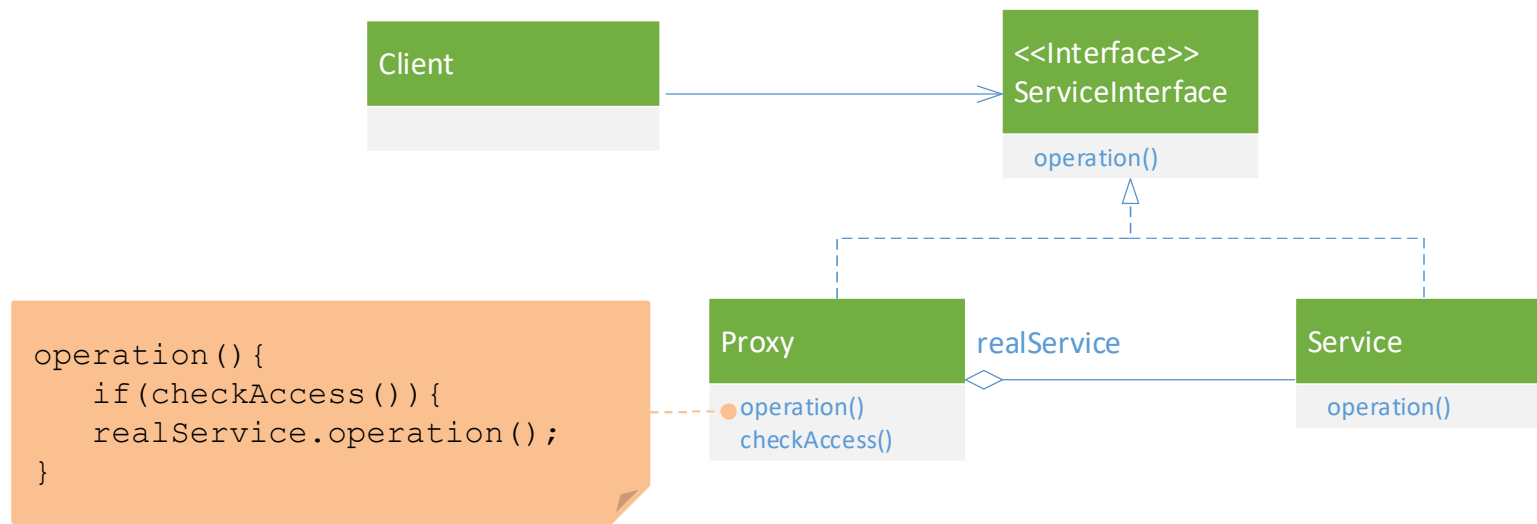 Client
<<Interface>>
ServiceInterface
operation()
Proxy
realService
Service
operation()
checkAccess()
operation()
operation(){
   if(checkAccess()){
   realService.operation();
}